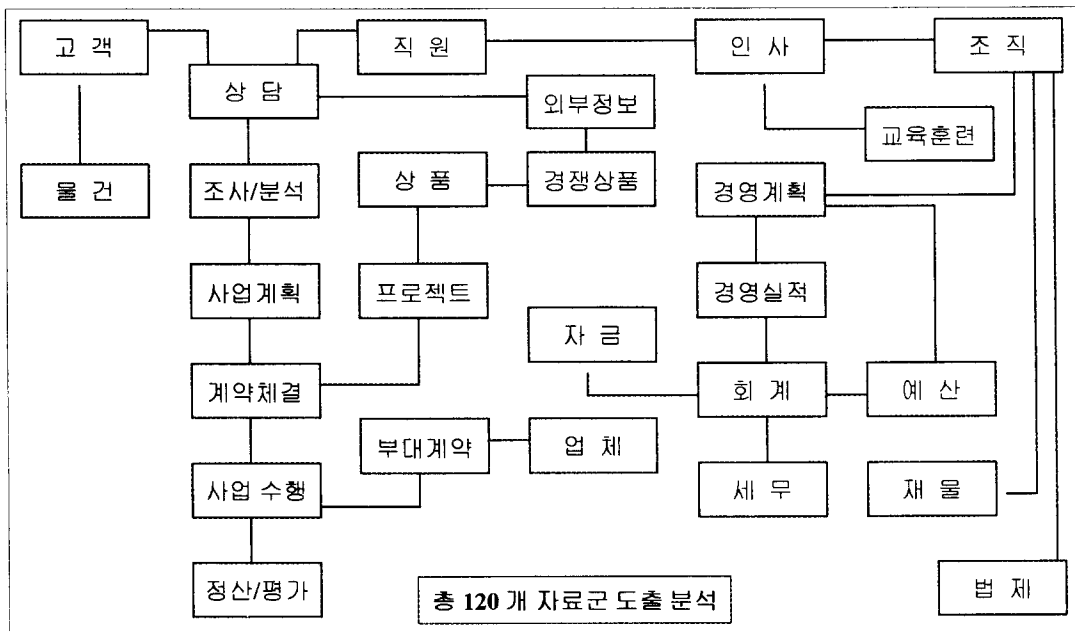 고 객
직 원
인 사
조 직
상 담
외부정보
교육훈련
물 건
조사/분석
상 품
경쟁상품
경영계획
사업계획
프로젝트
경영실적
자 금
계약체결
회 계
예 산
부대계약
업 체
사업 수행
세 무
재 물
정산/평가
총 120 개 자료군 도출 분석
법 제